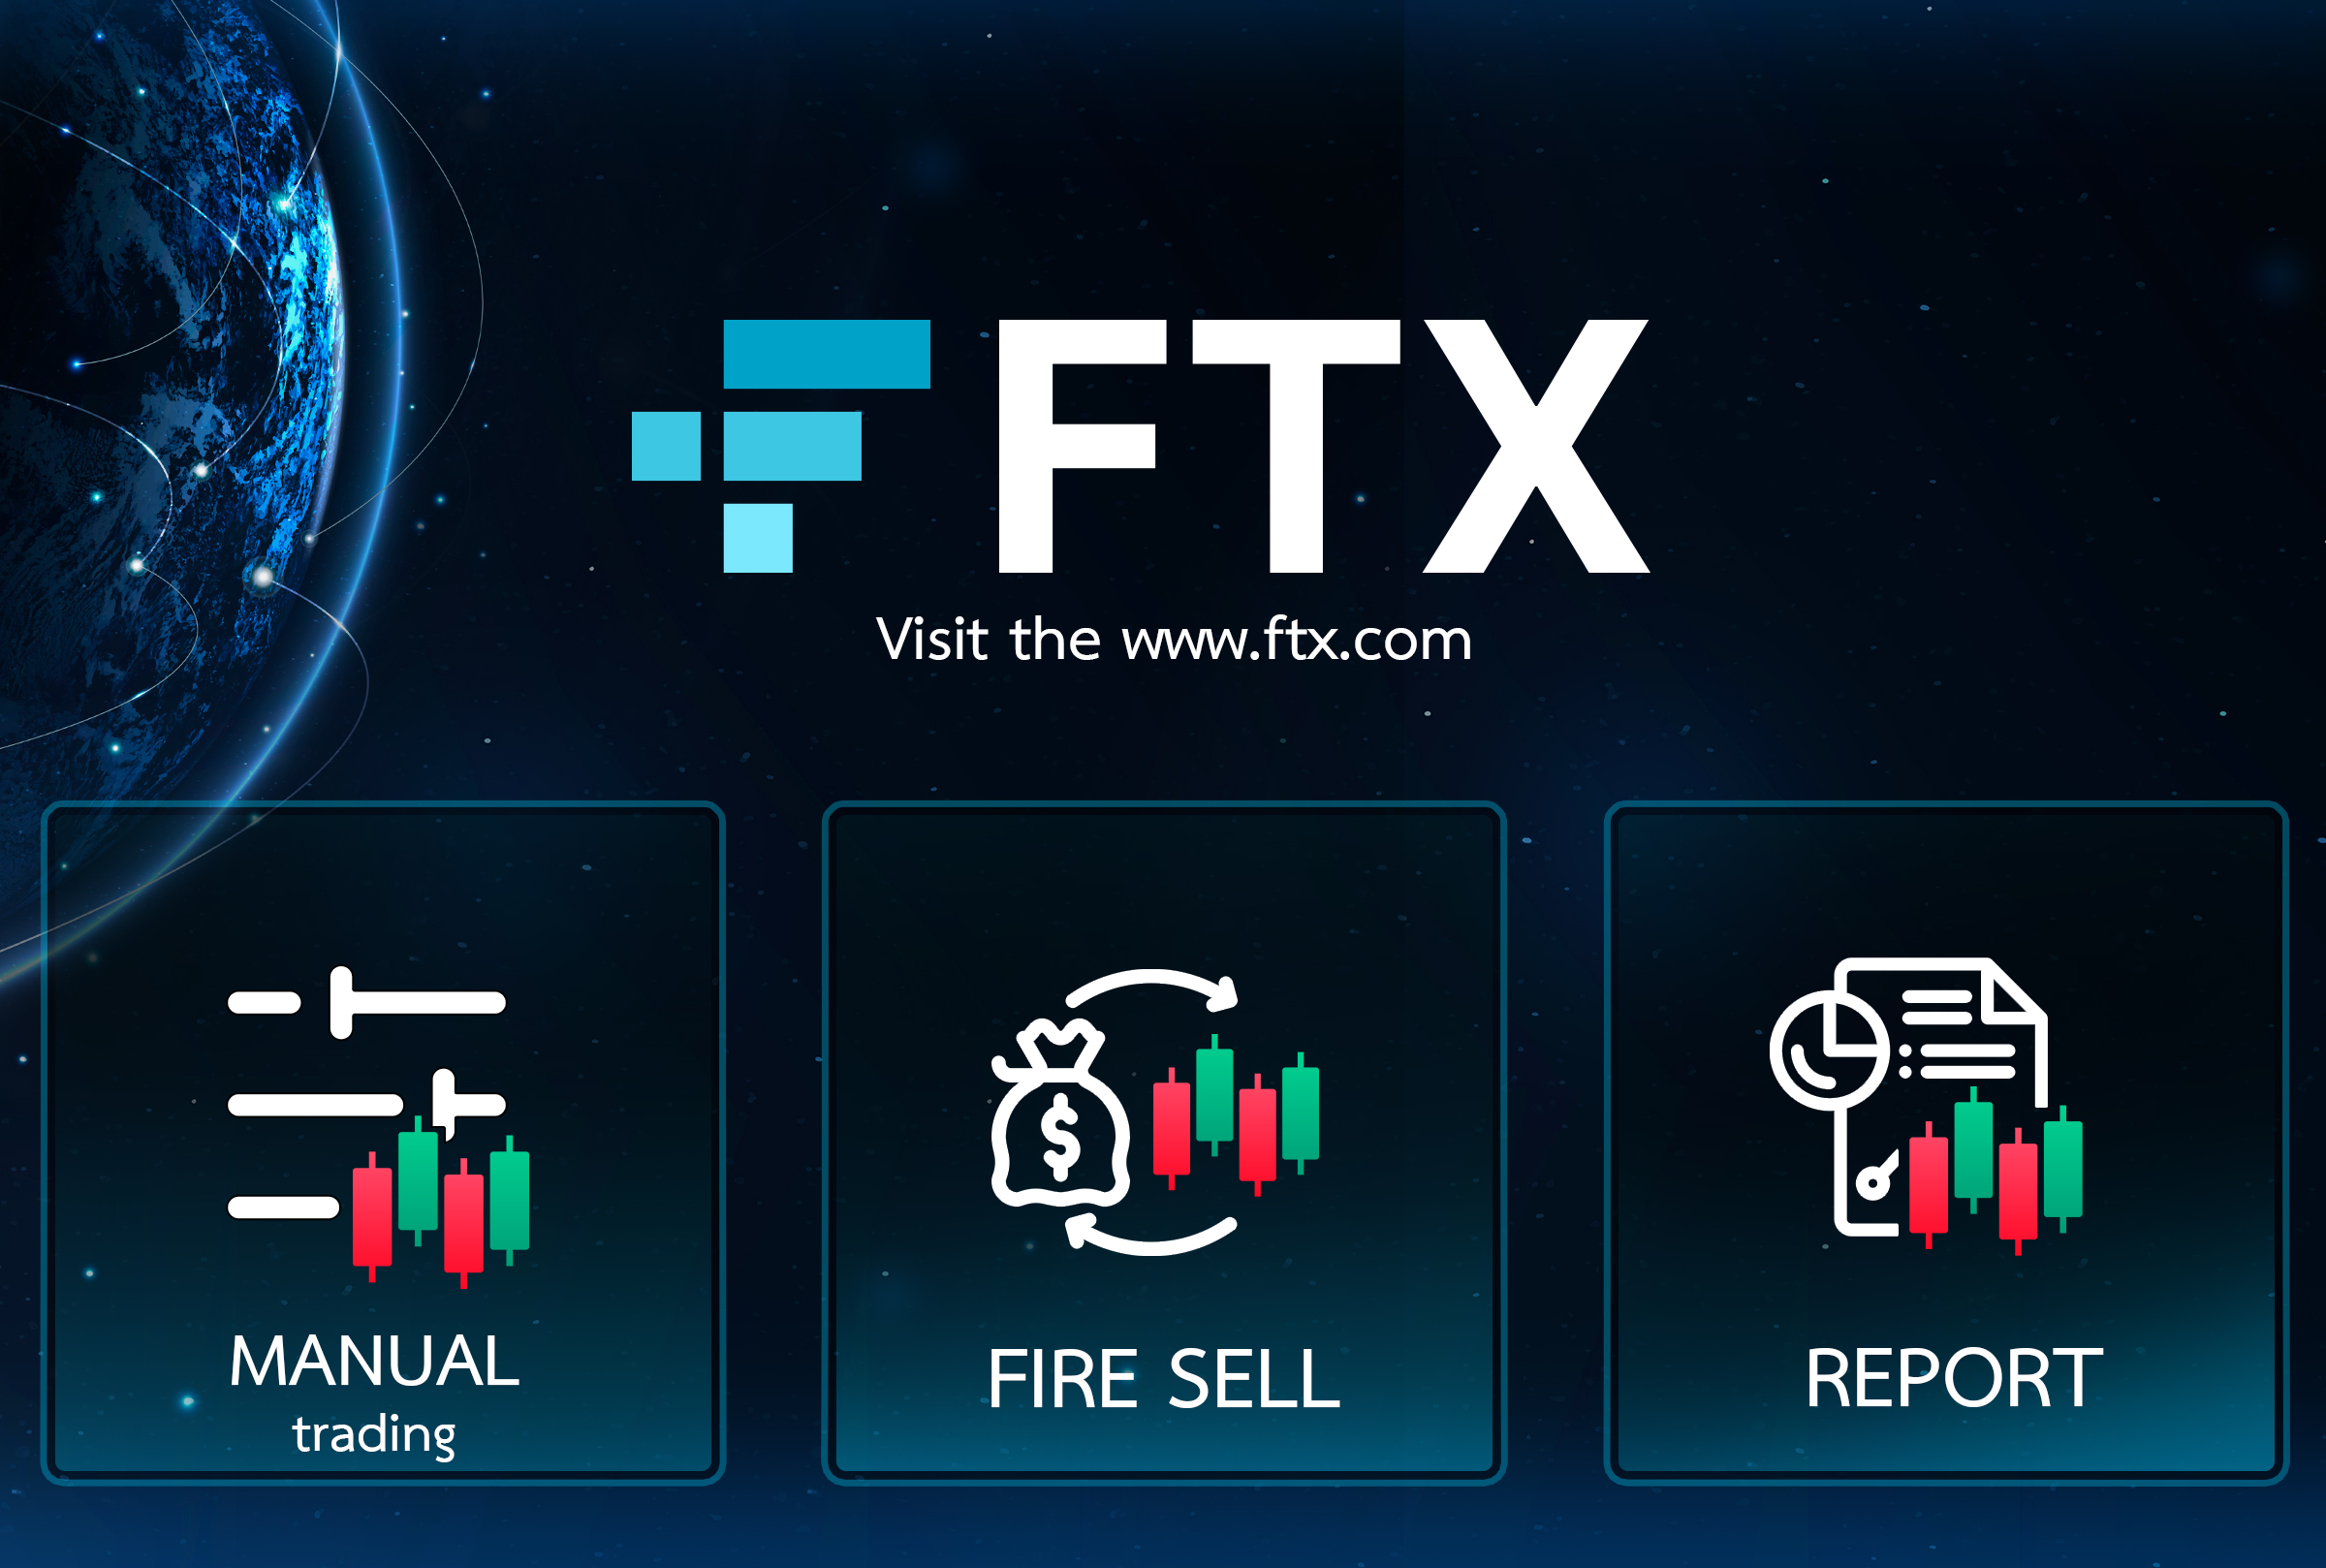 FTX
Visit the www.ftx.com
MANUAL
trading
FIRE SELL
REPORT